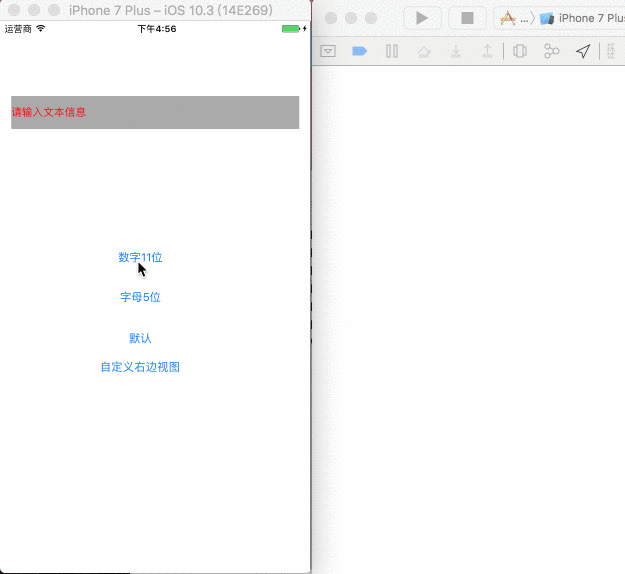 iPhone 7 Plus – iOS 10.3 (14E269)
运营商
下午4:56
请输入文本信息
数字11位
字母5位
默认
自定义右边视图
... 〉 iPhone 7 Plus